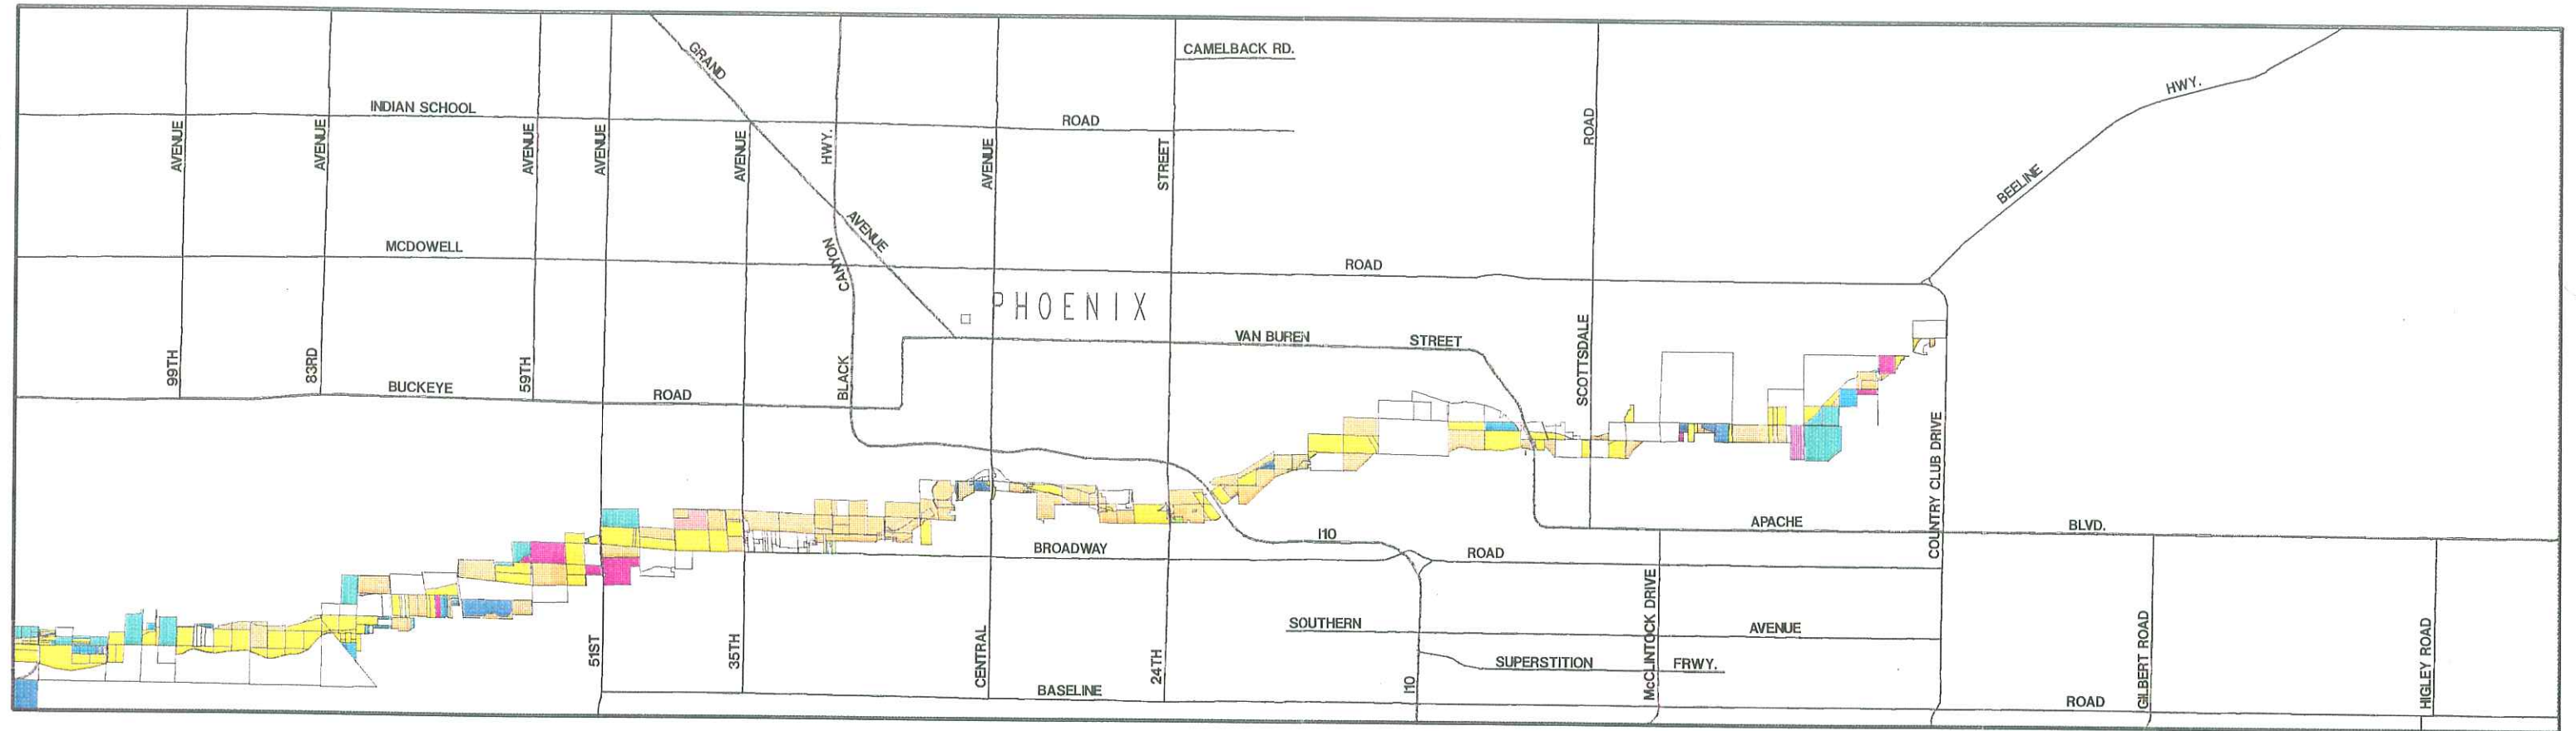 GRAND
CAMELBACK RD.
HWY.
INDIAN SCHOOL
ROAD
ROAD
AVENUE
AVENUE
AVENUE
AVENUE
AVENUE
HWY.
AVENUE
STREET
BEELINE
AVENUE
MCDOWELL
CANYON
ROAD
PHOENIX
VAN BUREN
STREET
SCOTTSDALE
99TH
83RD
59TH
BUCKEYE
ROAD
BLACK
COUNTRY CLUB DRIVE
APACHE
BLVD.
I10
BROADWAY
ROAD
51ST
35TH
CENTRAL
24TH
SOUTHERN
AVENUE
SUPERSTITION
FRWY.
I10
McCLINTOCK DRIVE
GILBERT ROAD
HIGLEY ROAD
BASELINE
ROAD